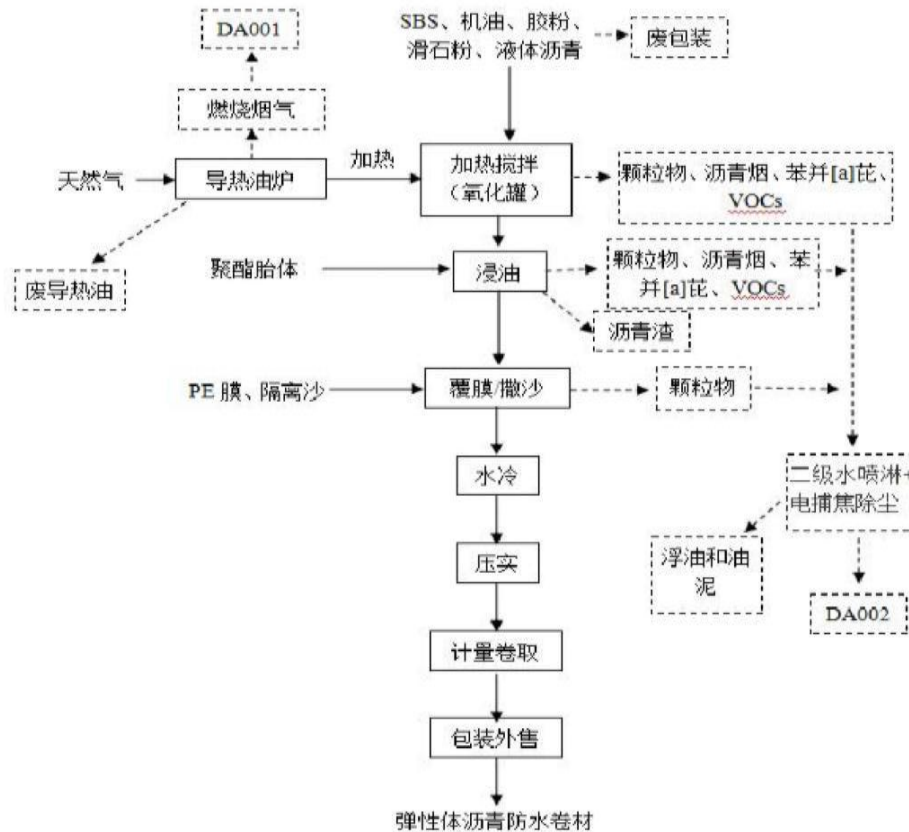 DA001
SBS、机油、胶粉、
滑石粉、液体沥青
废包装
燃烧烟气
天然气
导热油炉
加热
加热搅拌
（氧化罐）
颗粒物、沥青烟、苯并[a]芘、
VOCs
废导热油
聚酯胎体
浸油
颗粒物、沥青烟、苯
并[a]芘、VOCs
沥青渣
PE 膜、隔离沙
覆膜/撒沙
颗粒物
水冷
二级水喷淋+
电捕焦除尘
浮油和油
泥
压实
DA002
计量卷取
包装外售
弹性体沥青防水卷材